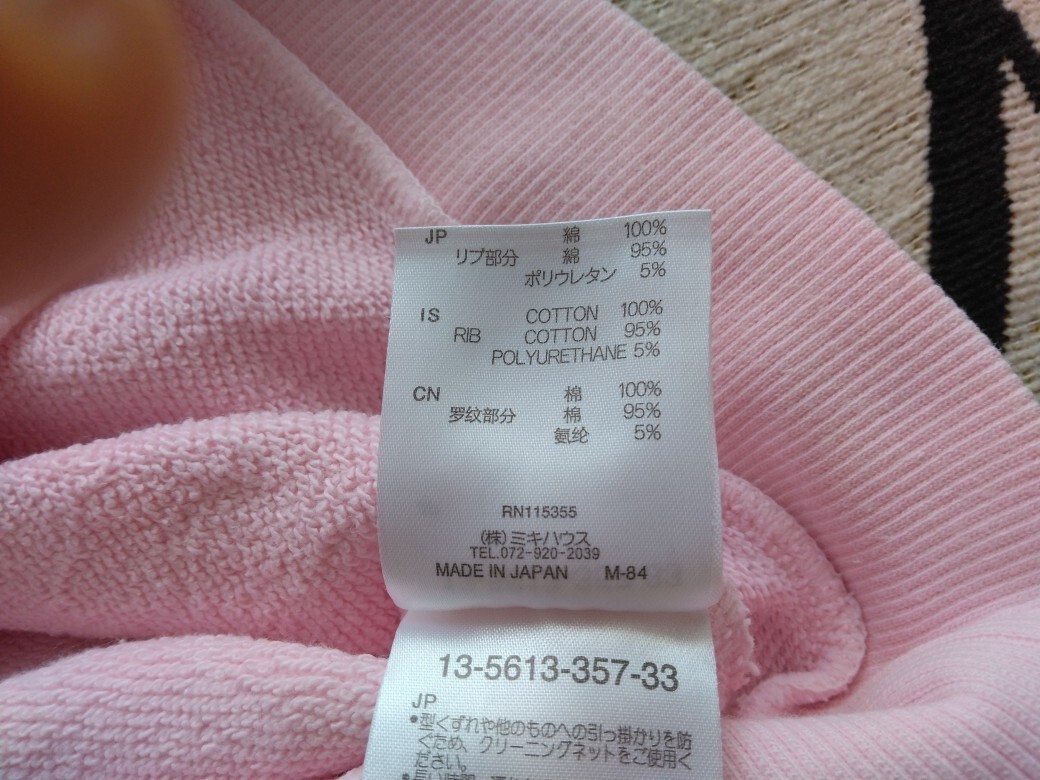 JP 綿 100%
リブ部分 綿 95%
ポリウレタン 5%
IS COTTON 100%
RIB COTTON 95%
POLYURETHANE 5%
CN 棉 100%
罗纹部分 棉 95%
氨纶 5%
RN115355
(株)ミキハウス
TEL.072-920-2039
MADE IN JAPAN M-84
13-5613-357-33
JP
•型くずれや他のものへの引っ掛かりを防
ぐため、クリーニングネットをご使用く
ださい。
•長い時間